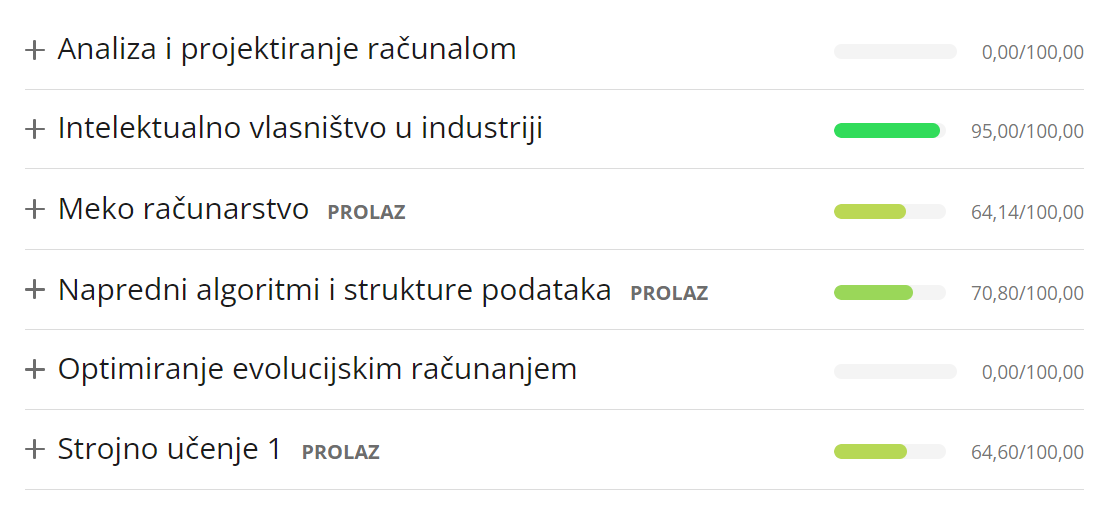 Analiza i projektiranje računalom 0,00/100,00
Intelektualno vlasništvo u industriji 95,00/100,00
Meko računarstvo PROLAZ 64,14/100,00
Napredni algoritmi i strukture podataka PROLAZ 70,80/100,00
Optimiranje evolucijskim računanjem 0,00/100,00
Strojno učenje 1 PROLAZ 64,60/100,00